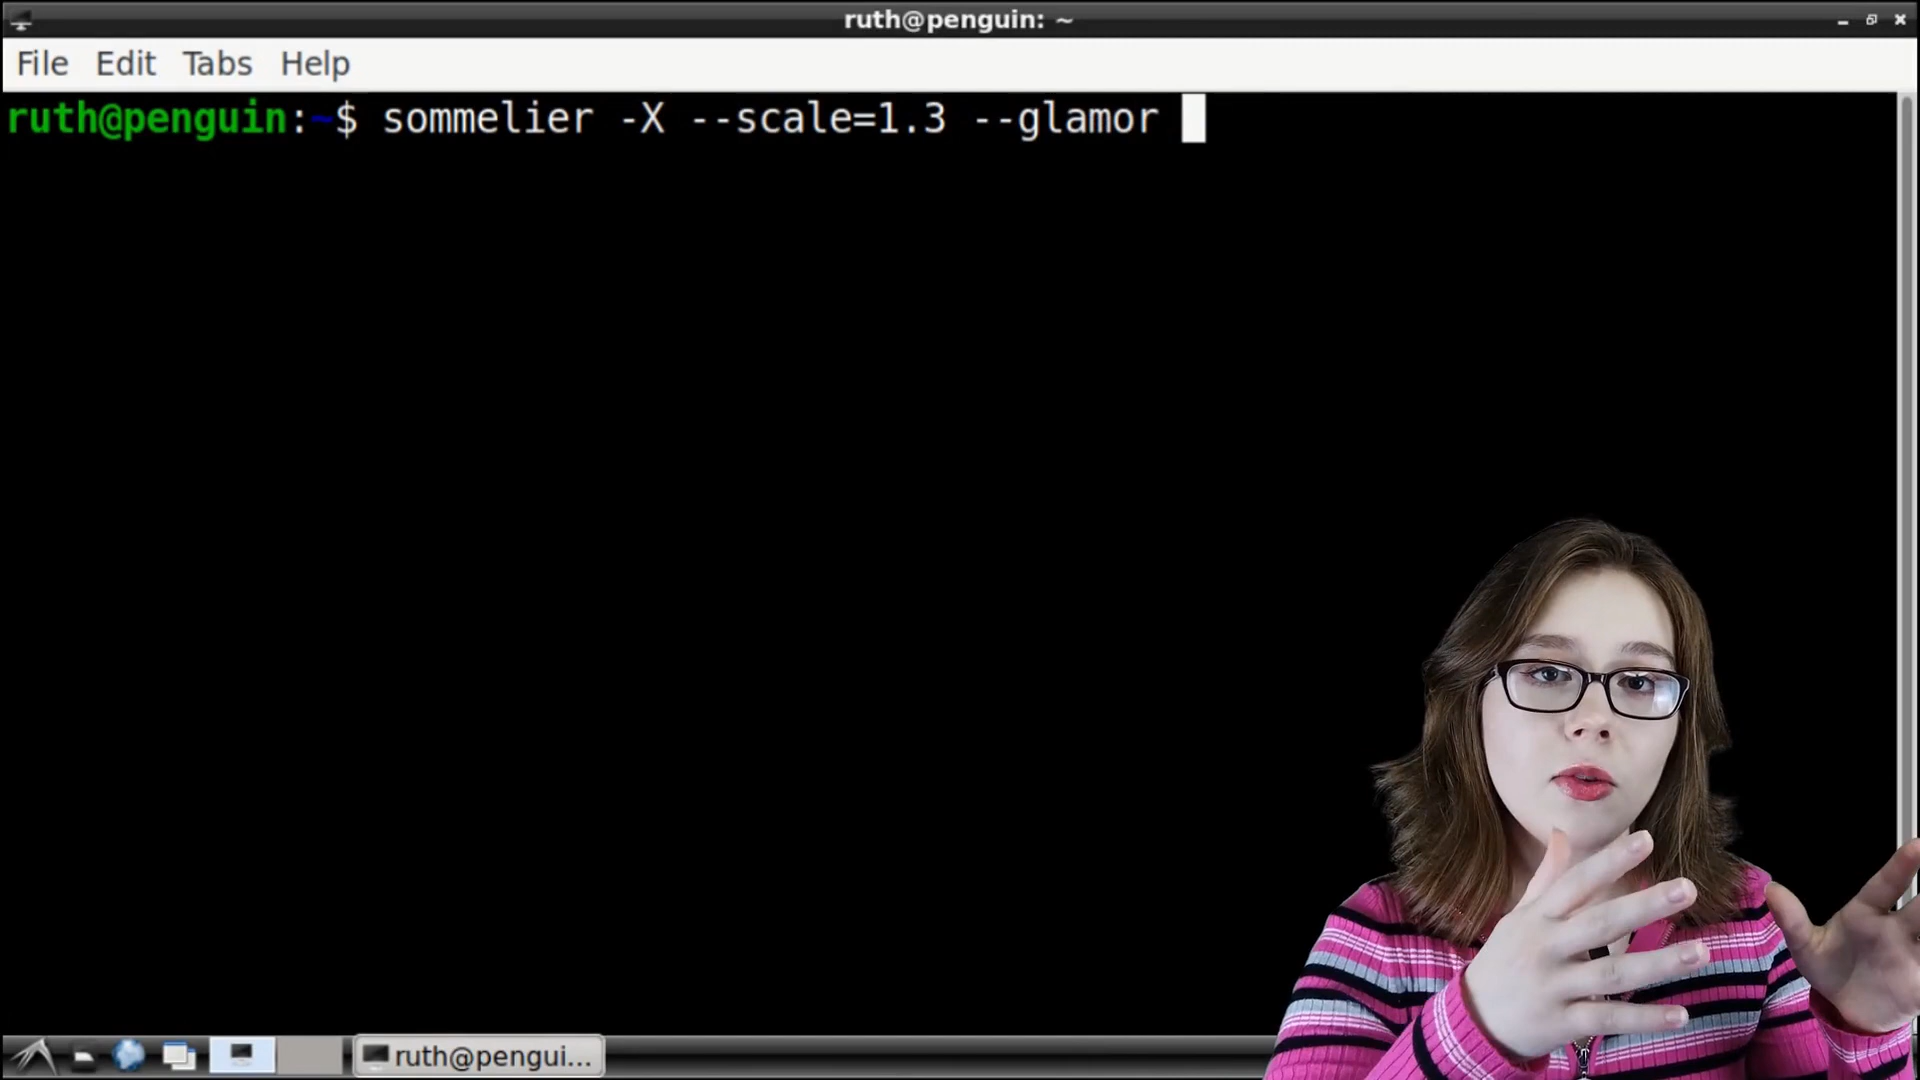 ruth@penguin: ~
File Edit Tabs Help
ruth@penguin:~$ sommelier -X --scale=1.3 --glamor
ruth@pengui...